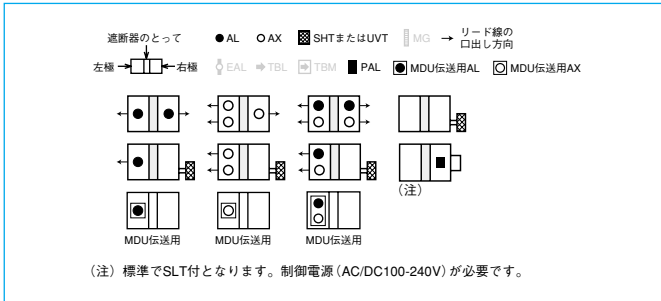 遮断器のとって
左極
右極
AL
AX
SHTまたはUVT
MG
リード線の
口出し方向
EAL
TBL
TBM
PAL
MDU伝送用AL
MDU伝送用AX
(注)
MDU伝送用
MDU伝送用
MDU伝送用
(注)標準でSLT付となります。制御電源(AC/DC100-240V)が必要です。